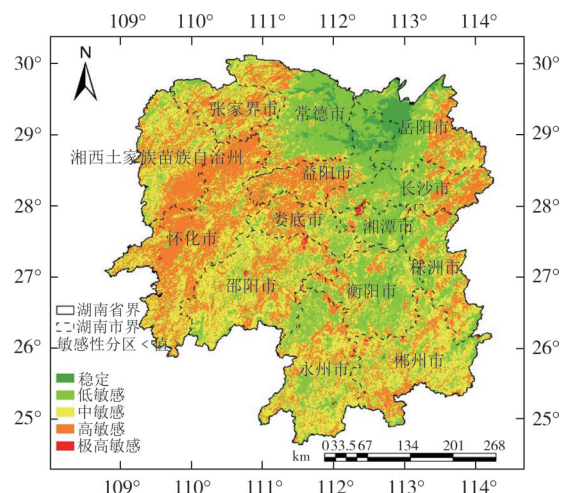 109° 110° 111° 112° 113° 114°
N
30°
29°
28°
27°
26°
25°
张家界市
常德市
岳阳市
湘西土家族苗族自治州
益阳市
长沙市
娄底市
湘潭市
怀化市
株洲市
邵阳市
衡阳市
永州市
郴州市
湖南省界
湖南市界
敏感性分区 <值
稳定
低敏感
中敏感
高敏感
极高敏感
0 33.5 67 134 201 268
km
30°
29°
28°
27°
26°
25°
109° 110° 111° 112° 113° 114°